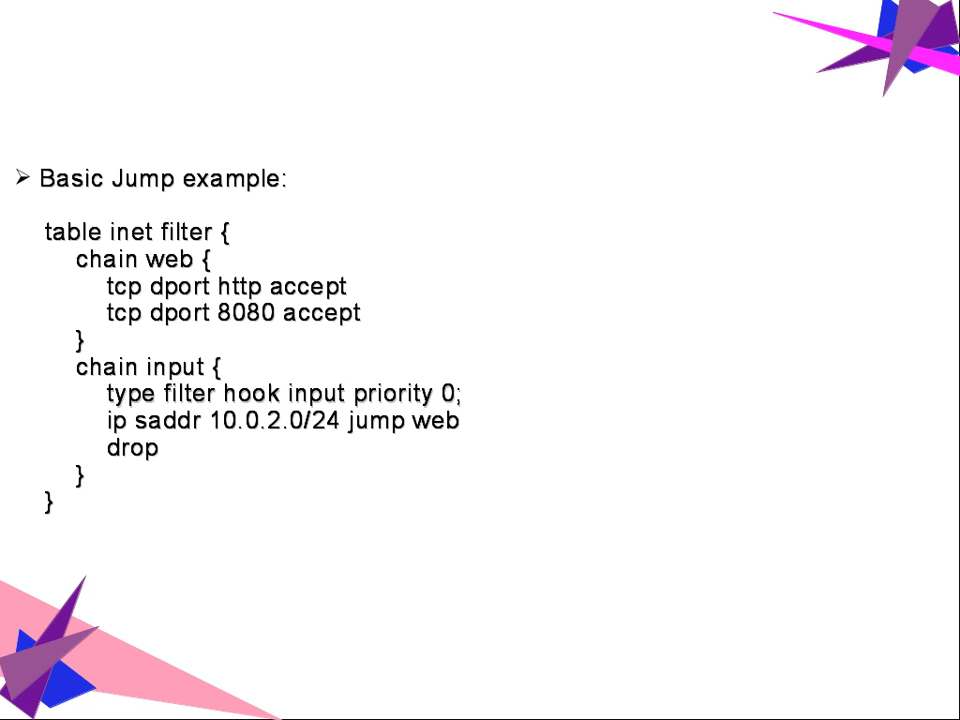 ➢ Basic Jump example:
table inet filter {
chain web {
tcp dport http accept
tcp dport 8080 accept
}
chain input {
type filter hook input priority 0;
ip saddr 10.0.2.0/24 jump web
drop
}
}